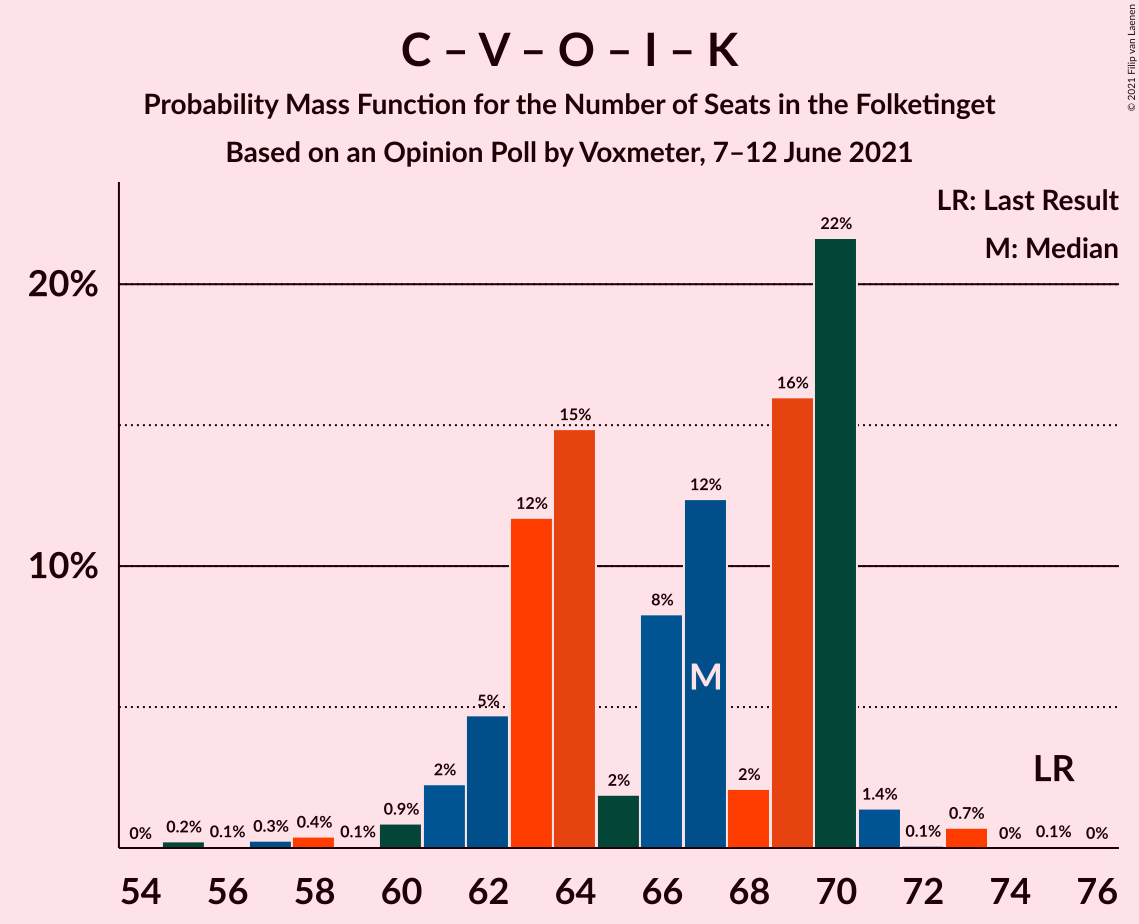 C – V – O – I – K
Probability Mass Function for the Number of Seats in the Folketinget
Based on an Opinion Poll by Voxmeter, 7–12 June 2021
© 2021 Filip van Laenen
LR: Last Result
M: Median
20%
10%
0%
0.2%
0.1%
0.3%
0.4%
0.1%
0.9%
2%
5%
12%
15%
2%
8%
12%
2%
16%
22%
1.4%
0.1%
0.7%
0%
0.1%
0%
M
LR
54 56 58 60 62 64 66 68 70 72 74 76